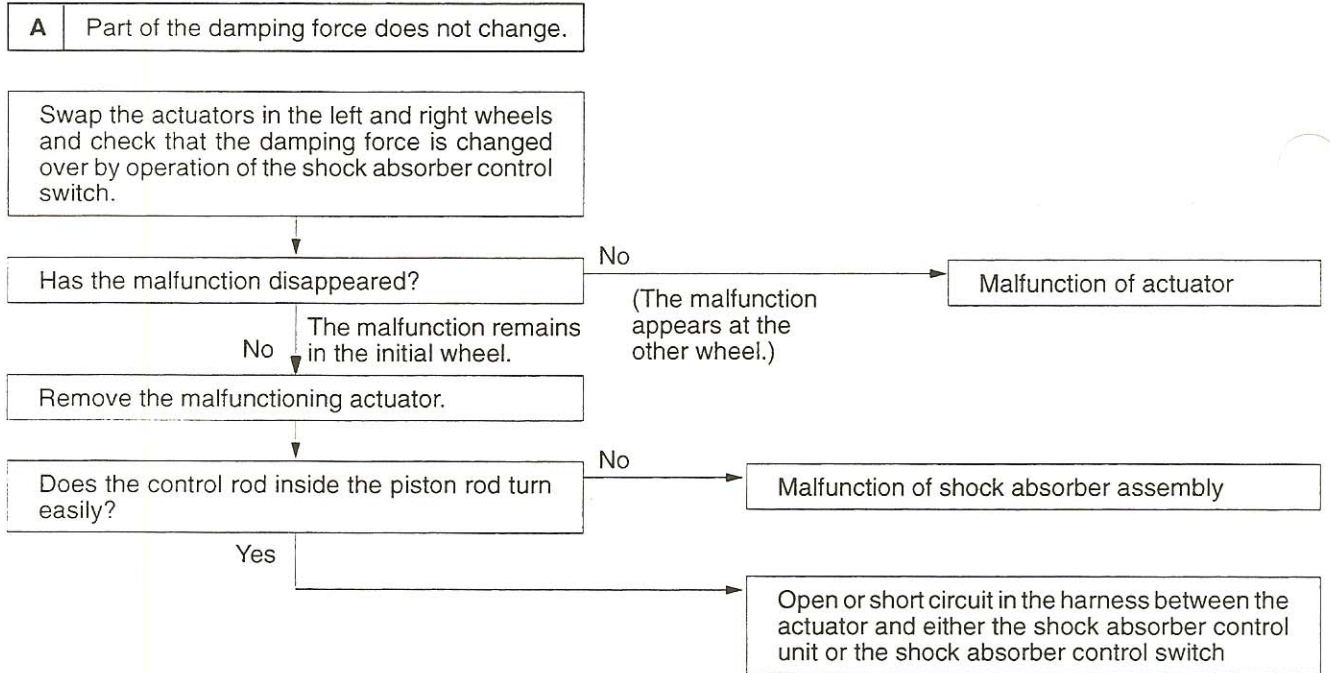 A Part of the damping force does not change.
Swap the actuators in the left and right wheels
and check that the damping force is changed
over by operation of the shock absorber control
switch.
Has the malfunction disappeared?
No
(The malfunction
appears at the
other wheel.)
Malfunction of actuator
The malfunction remains
in the initial wheel.
No
Remove the malfunctioning actuator.
Does the control rod inside the piston rod turn
easily?
No
Malfunction of shock absorber assembly
Yes
Open or short circuit in the harness between the
actuator and either the shock absorber control
unit or the shock absorber control switch